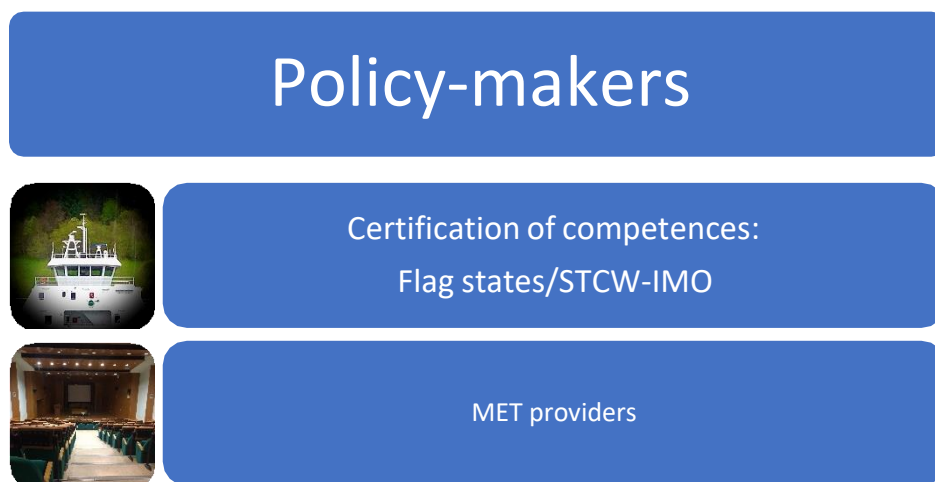 Policy-makers
Certification of competences:
Flag states/STCW-IMO
MET providers